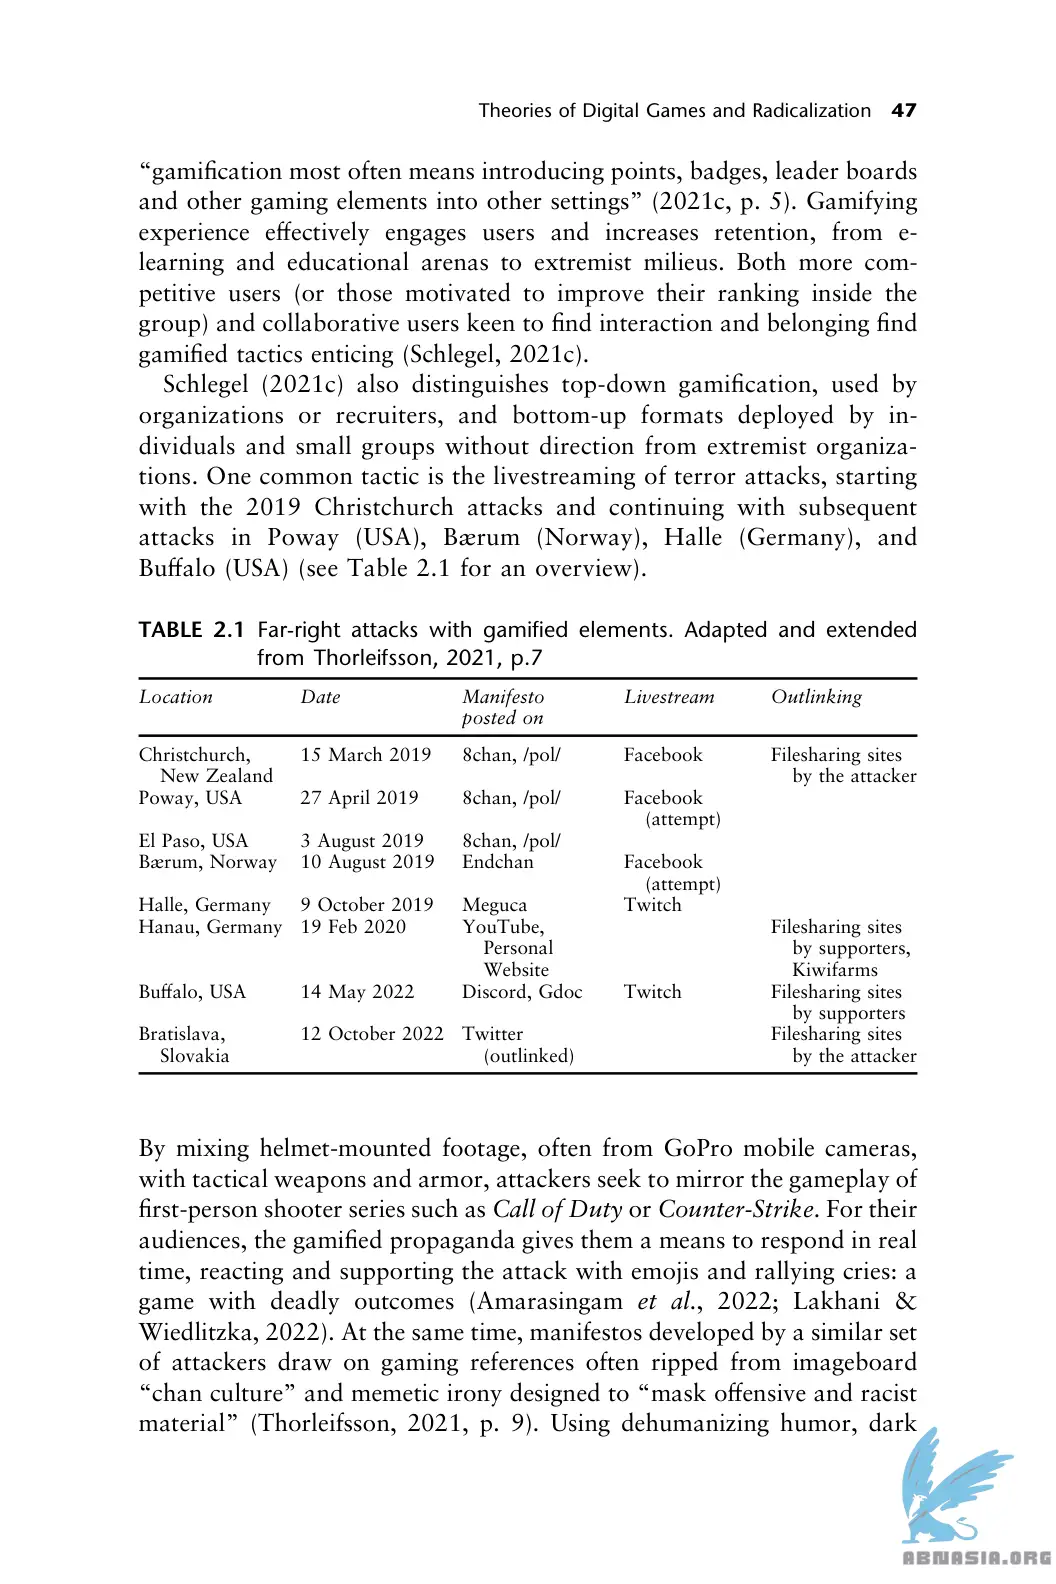 Theories of Digital Games and Radicalization 47
“gamification most often means introducing points, badges, leader boards
and other gaming elements into other settings” (2021c, p. 5). Gamifying
experience effectively engages users and increases retention, from e-
learning and educational arenas to extremist milieus. Both more com-
petitive users (or those motivated to improve their ranking inside the
group) and collaborative users keen to find interaction and belonging find
gamified tactics enticing (Schlegel, 2021c).
Schlegel (2021c) also distinguishes top-down gamification, used by
organizations or recruiters, and bottom-up formats deployed by in-
dividuals and small groups without direction from extremist organiza-
tions. One common tactic is the livestreaming of terror attacks, starting
with the 2019 Christchurch attacks and continuing with subsequent
attacks in Poway (USA), Bærum (Norway), Halle (Germany), and
Buffalo (USA) (see Table 2.1 for an overview).
TABLE 2.1 Far-right attacks with gamified elements. Adapted and extended
from Thorleifsson, 2021, p.7
Location Date Manifesto Livestream Outlinking
posted on
Christchurch, 15 March 2019 8chan, /pol/ Facebook Filesharing sites
New Zealand by the attacker
Poway, USA 27 April 2019 8chan, /pol/ Facebook
(attempt)
El Paso, USA 3 August 2019 8chan, /pol/
Bærum, Norway 10 August 2019 Endchan Facebook
(attempt)
Halle, Germany 9 October 2019 Meguca Twitch
Hanau, Germany 19 Feb 2020 YouTube, Filesharing sites
Personal by supporters,
Website Kiwifarms
Buffalo, USA 14 May 2022 Discord, Gdoc Twitch Filesharing sites
by supporters
Bratislava, 12 October 2022 Twitter Filesharing sites
Slovakia (outlinked) by the attacker
By mixing helmet-mounted footage, often from GoPro mobile cameras,
with tactical weapons and armor, attackers seek to mirror the gameplay of
first-person shooter series such as Call of Duty or Counter-Strike. For their
audiences, the gamified propaganda gives them a means to respond in real
time, reacting and supporting the attack with emojis and rallying cries: a
game with deadly outcomes (Amarasingam et al., 2022; Lakhani &
Wiedlitzka, 2022). At the same time, manifestos developed by a similar set
of attackers draw on gaming references often ripped from imageboard
“chan culture” and memetic irony designed to “mask offensive and racist
material” (Thorleifsson, 2021, p. 9). Using dehumanizing humor, dark
ABNASIA.ORG